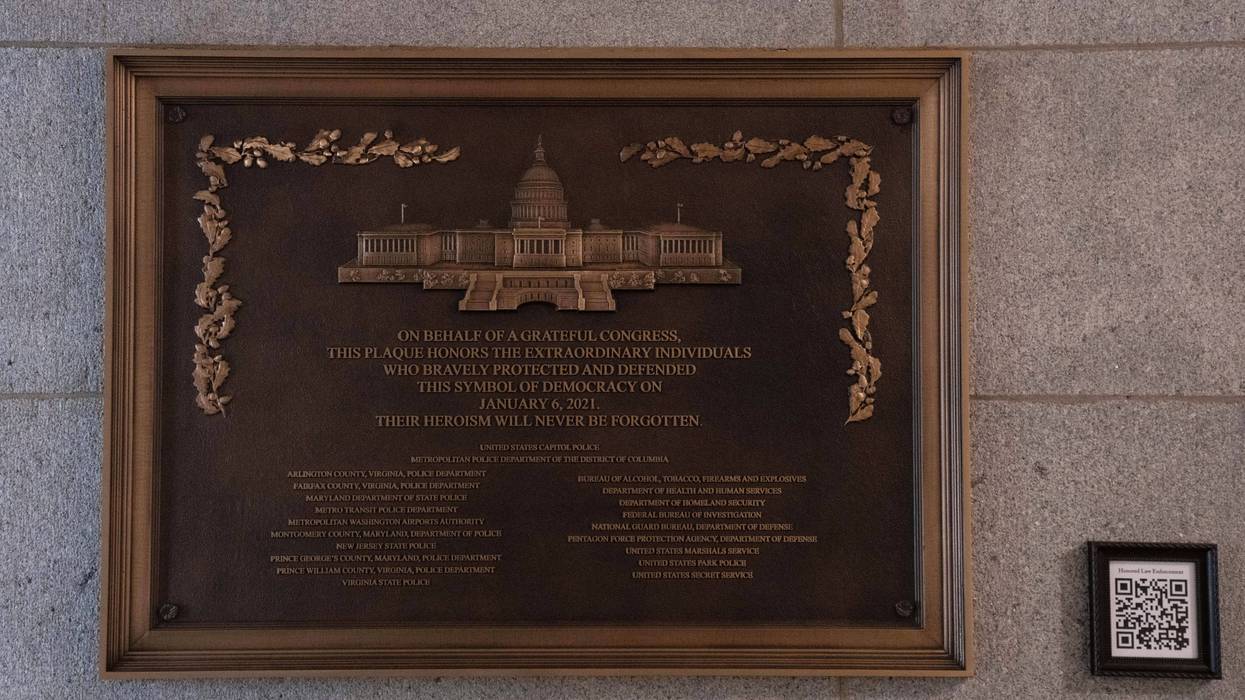 ON BEHALF OF A GRATEFUL CONGRESS,
THIS PLAQUE HONORS THE EXTRAORDINARY INDIVIDUALS
WHO BRAVELY PROTECTED AND DEFENDED
THIS SYMBOL OF DEMOCRACY ON
JANUARY 6, 2021.
THEIR HEROISM WILL NEVER BE FORGOTTEN.
UNITED STATES CAPITOL POLICE
METROPOLITAN POLICE DEPARTMENT OF THE DISTRICT OF COLUMBIA
ARLINGTON COUNTY, VIRGINIA, POLICE DEPARTMENT
FAIRFAX COUNTY, VIRGINIA, POLICE DEPARTMENT
MARYLAND DEPARTMENT OF STATE POLICE
METRO TRANSIT POLICE DEPARTMENT
METROPOLITAN WASHINGTON AIRPORTS AUTHORITY
MONTGOMERY COUNTY, MARYLAND, DEPARTMENT OF POLICE
NEW JERSEY STATE POLICE
PRINCE GEORGE'S COUNTY, MARYLAND, POLICE DEPARTMENT
PRINCE WILLIAM COUNTY, VIRGINIA, POLICE DEPARTMENT
VIRGINIA STATE POLICE
BUREAU OF ALCOHOL, TOBACCO, FIREARMS AND EXPLOSIVES
DEPARTMENT OF HEALTH AND HUMAN SERVICES
DEPARTMENT OF HOMELAND SECURITY
FEDERAL BUREAU OF INVESTIGATION
NATIONAL GUARD BUREAU, DEPARTMENT OF DEFENSE
PENTAGON FORCE PROTECTION AGENCY, DEPARTMENT OF DEFENSE
UNITED STATES MARSHALS SERVICE
UNITED STATES PARK POLICE
UNITED STATES SECRET SERVICE
Honored Law Enforcement